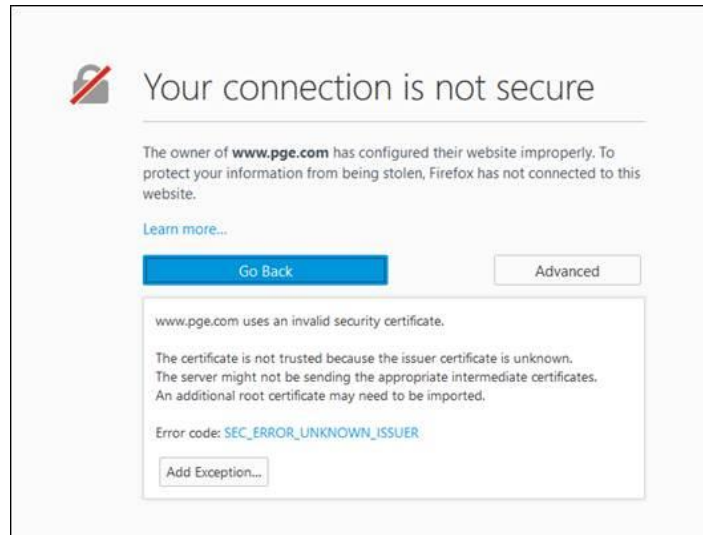 Your connection is not secure
The owner of www.pge.com has configured their website improperly. To
protect your information from being stolen, Firefox has not connected to this
website.
Learn more...
Go Back
Advanced
www.pge.com uses an invalid security certificate.
The certificate is not trusted because the issuer certificate is unknown.
The server might not be sending the appropriate intermediate certificates.
An additional root certificate may need to be imported.
Error code: SEC_ERROR_UNKNOWN_ISSUER
Add Exception...